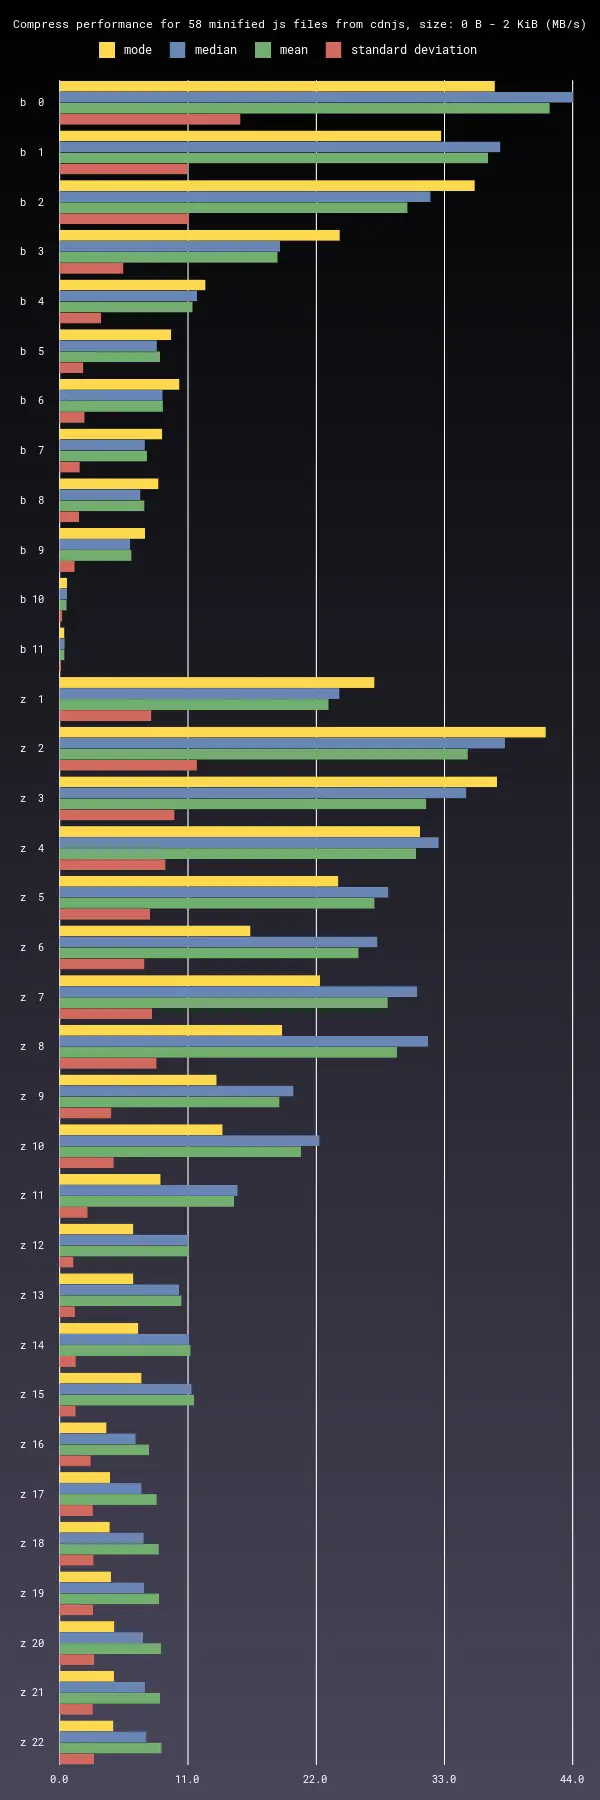 Compress performance for 58 minified js files from cdnjs, size: 0 B - 2 KiB (MB/s)
mode median mean standard deviation
b 0
b 1
b 2
b 3
b 4
b 5
b 6
b 7
b 8
b 9
b 10
b 11
z 1
z 2
z 3
z 4
z 5
z 6
z 7
z 8
z 9
z 10
z 11
z 12
z 13
z 14
z 15
z 16
z 17
z 18
z 19
z 20
z 21
z 22
0.0 11.0 22.0 33.0 44.0